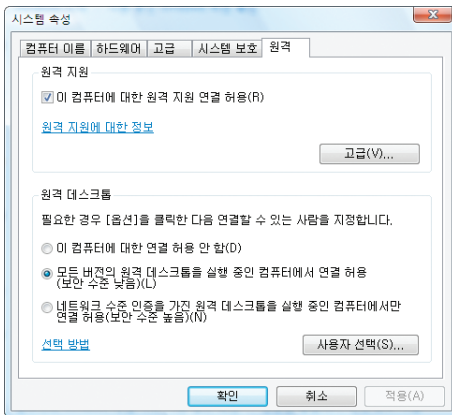 시스템 속성
컴퓨터 이름 하드웨어 고급 시스템 보호 원격
원격 지원
이 컴퓨터에 대한 원격 지원 연결 허용(R)
원격 지원에 대한 정보
고급(V)...
원격 데스크톱
필요한 경우 [옵션]을 클릭한 다음 연결할 수 있는 사람을 지정합니다.
이 컴퓨터에 대한 연결 허용 안 함(D)
모든 버전의 원격 데스크톱을 실행 중인 컴퓨터에서 연결 허용
(보안 수준 낮음)(L)
네트워크 수준 인증을 가진 원격 데스크톱을 실행 중인 컴퓨터에서만
연결 허용(보안 수준 높음)(N)
선택 방법 사용자 선택(S)...
확인 취소 적용(A)